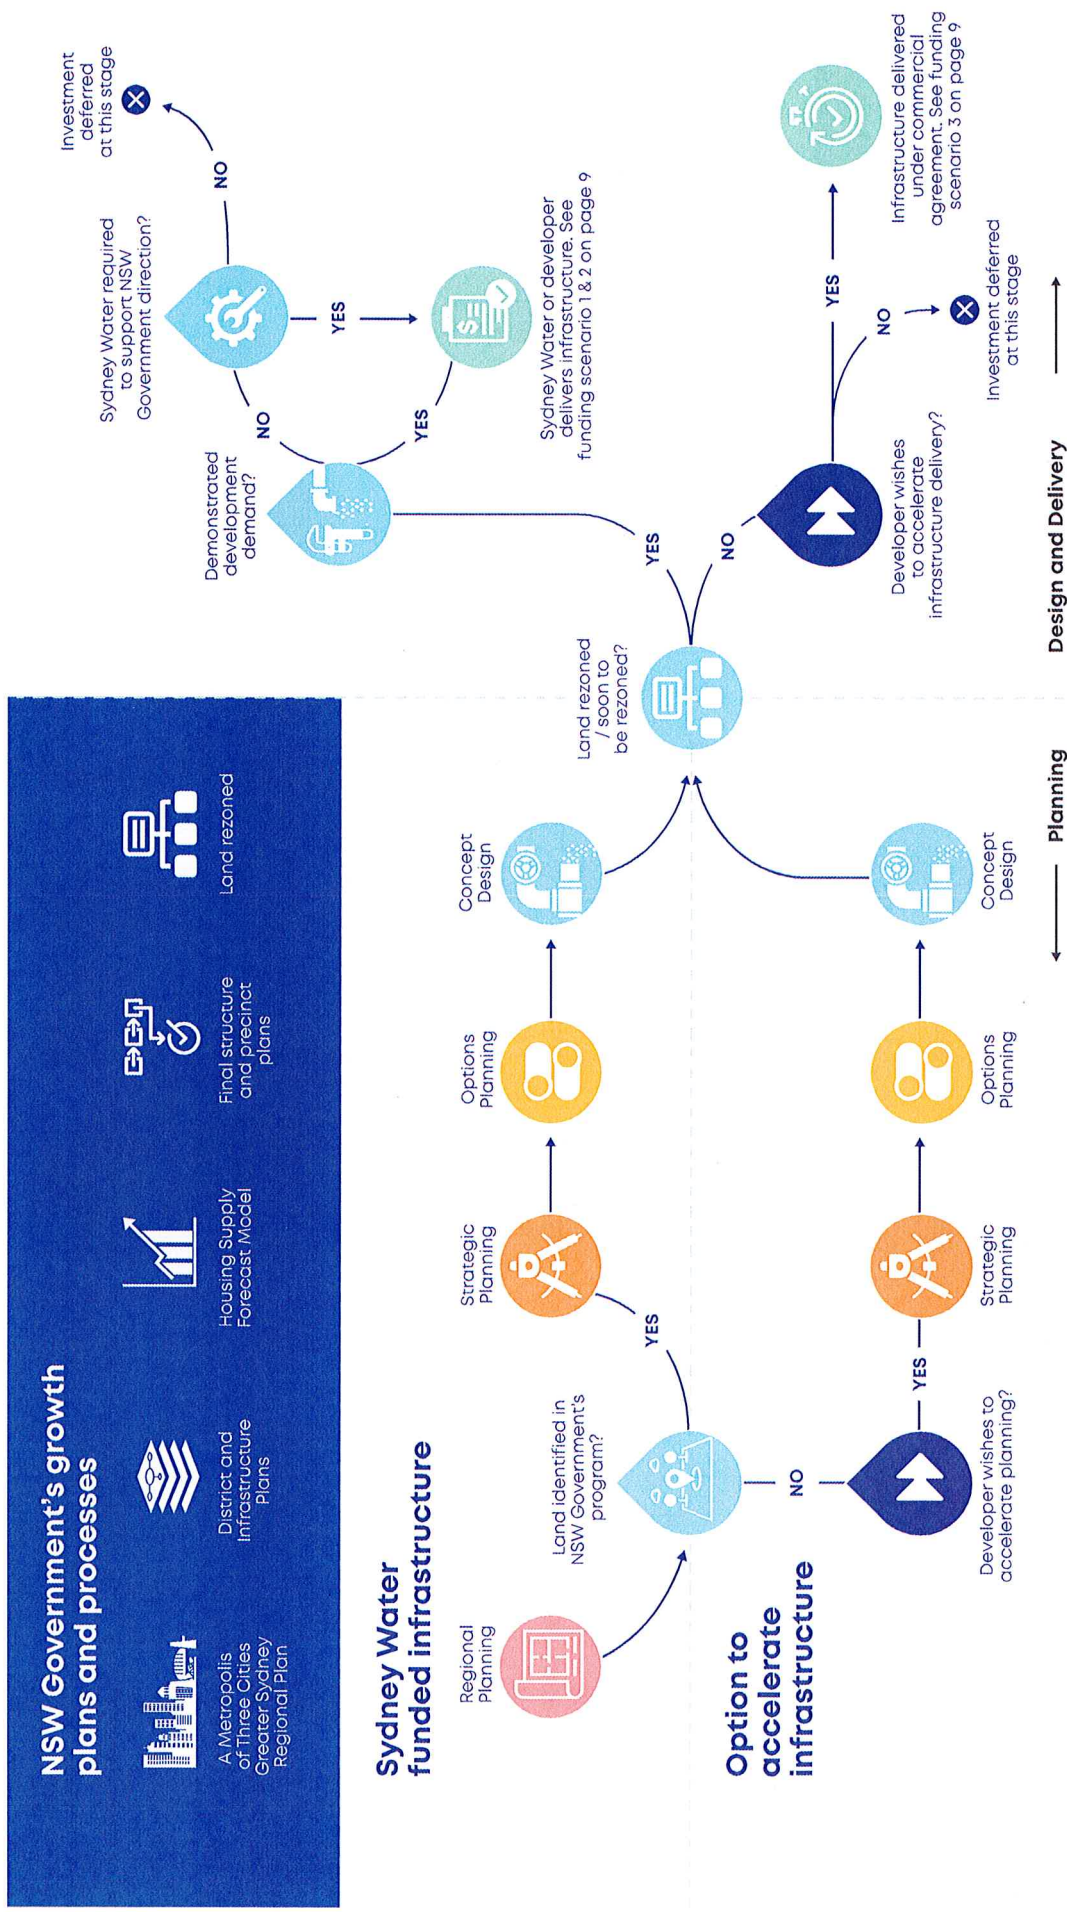 NSW Government's growth
plans and processes
A Metropolis
of Three Cities
Greater Sydney
Regional Plan
District and
Infrastructure
Plans
Housing Supply
Forecast Model
Final structure
and precinct
plans
Land rezoned
Sydney Water
funded infrastructure
Regional
Planning
Land identified in
NSW Government's
program?
YES
Strategic
Planning
Options
Planning
Concept
Design
Land rezoned
/ soon to
be rezoned?
YES
Demonstrated
development
demand?
NO
YES
Sydney Water required
to support NSW
Government direction?
YES
NO
Investment
deferred
at this stage
$
Sydney Water or developer
delivers infrastructure. See
funding scenario 1 & 2 on page 9
Option to
accelerate
infrastructure
NO
Developer wishes to
accelerate planning?
YES
Strategic
Planning
Options
Planning
Concept
Design
NO
Developer wishes
to accelerate
infrastructure delivery?
YES
NO
Investment deferred
at this stage
Infrastructure delivered
under commercial
agreement. See funding
scenario 3 on page 9
Planning
Design and Delivery